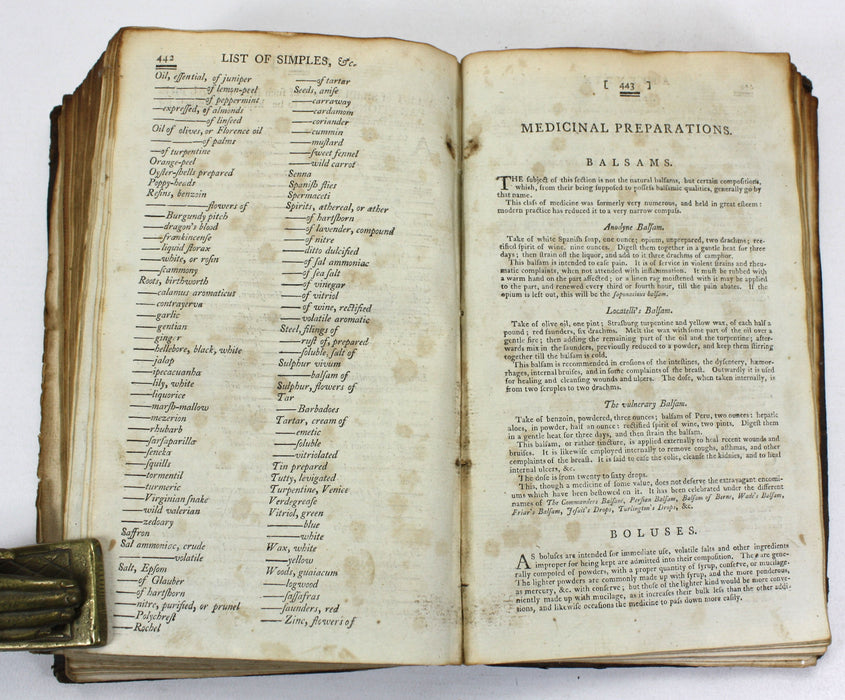 442
LIST OF SIMPLES, &c.
Oil, eſſential, of juniper
———of lemon-peel
———of peppermint
—expreſſed, of almonds
———of linſeed
Oil of olives, or Florence oil
———of palms
—of turpentine
Orange-peel
Oyſter-ſhells prepared
Poppy-heads
Reſins, benzoin
———flowers of
—Burgundy pitch
—dragon's blood
—frankincenſe
—liquid ſtorax
—white, or roſin
—ſcammony
Roots, birthworth
—calamus aromaticus
—contrayerva
—garlic
—gentian
—ginger
—hellebore, black, white
—jalap
—ipecacuanha
—lily, white
—liquorice
—marſh-mallow
—mezerion
—rhubarb
—ſarſaparilla
—ſeneka
—ſquills
—tormentil
—turmeric
—Virginian ſnake
—wild valerian
—zedoary
Saffron
Sal ammoniac, crude
———volatile
Salt, Epſom
—of Glauber
—of hartſhorn
—nitre, purified, or prunel
—Polychreſt
—Rochel
—of tartar
Seeds, aniſe
—carraway
—cardamom
—coriander
—cummin
—muſtard
—ſweet fennel
—wild carrot
Senna
Spaniſh flies
Spermaceti
Spirits, æthereal, or æther
—of hartſhorn
—of lavender, compound
—of nitre
—ditto dulcified
—of ſal ammoniac
—of ſea ſalt
—of vinegar
—of vitriol
—of wine, rectified
—volatile aromatic
Steel, filings of
—ruſt of, prepared
—ſoluble, ſalt of
Sulphur vivum
———balſam of
Sulphur, flowers of
Tar
—Barbadoes
Tartar, cream of
—emetic
—ſoluble
—vitriolated
Tin prepared
Tutty, levigated
Turpentine, Venice
Verdegreaſe
Vitriol, green
———blue
———white
Wax, white
—yellow
Woods, guaiacum
—logwood
—ſaſſafras
—ſaunders, red
—Zinc, flowers of
[ 443 ]
MEDICINAL PREPARATIONS.
BALSAMS.
THE ſubject of this ſection is not the natural balſams, but certain compoſitions,
which, from their being ſuppoſed to poſſeſs balſamic qualities, generally go by
that name.
This claſs of medicine was formerly very numerous, and held in great eſteem:
modern practice has reduced it to a very narrow compaſs.
Anodyne Balſam.
Take of white Spaniſh ſoap, one ounce; opium, unprepared, two drachms; rec-
tified ſpirit of wine, nine ounces. Digeſt them together in a gentle heat for three
days; then ſtrain off the liquor, and add to it three drachms of camphor.
This balſam is intended to eaſe pain. It is of ſervice in violent ſtrains and rheu-
matic complaints, when not attended with inflammation. It muſt be rubbed with
a warm hand on the part affected; or a linen rag moiſtened with it may be applied
to the part, and renewed every third or fourth hour, till the pain abates. If the
opium is left out, this will be the ſaponaceous balſam.
Locatelli's Balſam.
Take of olive oil, one pint; Straſburg turpentine and yellow wax, of each half a
pound; red ſaunders, ſix drachms. Melt the wax with ſome part of the oil over a
gentle fire; then adding the remaining part of the oil and the turpentine; after-
wards mix in the ſaunders, previouſly reduced to a powder, and keep them ſtirring
together till the balſam is cold.
This balſam is recommended in eroſions of the inteſtines, the dyſentery, hæmor-
rhages, internal bruiſes, and in ſome complaints of the breaſt. Outwardly it is uſed
for healing and cleanſing wounds and ulcers. The doſe, when taken internally, is
from two ſcruples to two drachms.
The vulnerary Balſam.
Take of benzoin, powdered, three ounces; balſam of Peru, two ounces: hepatic
aloes, in powder, half an ounce: rectified ſpirit of wine, two pints. Digeſt them
in a gentle heat for three days, and then ſtrain the balſam.
This balſam, or rather tincture, is applied externally to heal recent wounds and
bruiſes. It is likewiſe employed internally to remove coughs, aſthmas, and other
complaints of the breaſt. It is ſaid to eaſe the colic, cleanſe the kidnies, and to heal
internal ulcers, &c.
The doſe is from twenty to ſixty drops.
This, though a medicine of ſome value, does not deſerve the extravagant encomi-
ums which have been beſtowed on it. It has been celebrated under the different
names of The Commanders Balſam, Perſian Balſam, Balſam of Berne, Wade's Balſam,
Friar's Balſam, Jeſuit's Drops, Turlington's Drops, &c.
BOLUSES.
AS boluſes are intended for immediate uſe, volatile ſalts and other ingredients
improper for being kept are admitted into their compoſition. They are gene-
rally compoſed of powders, with a proper quantity of ſyrup, conſerve, or mucilage.
The lighter powders are commonly made up with ſyrup, and the more ponderous,
as mercury, &c. with conſerve; but thoſe of the lighter kind would be more conve-
niently made up with mucilage, as it increaſes their bulk leſs than the other addi-
tions, and likewiſe occaſions the medicine to paſs down more eaſily.